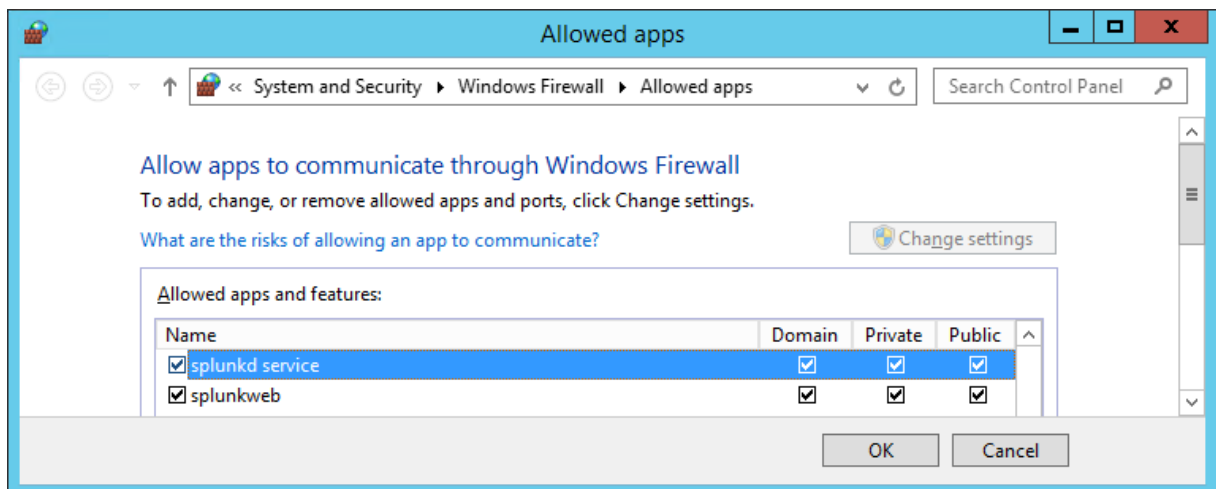 Allowed apps
« System and Security Windows Firewall Allowed apps
Search Control Panel
Allow apps to communicate through Windows Firewall
To add, change, or remove allowed apps and ports, click Change settings.
What are the risks of allowing an app to communicate?
Change settings
Allowed apps and features:
Name Domain Private Public
splunkd service
splunkweb
OK Cancel